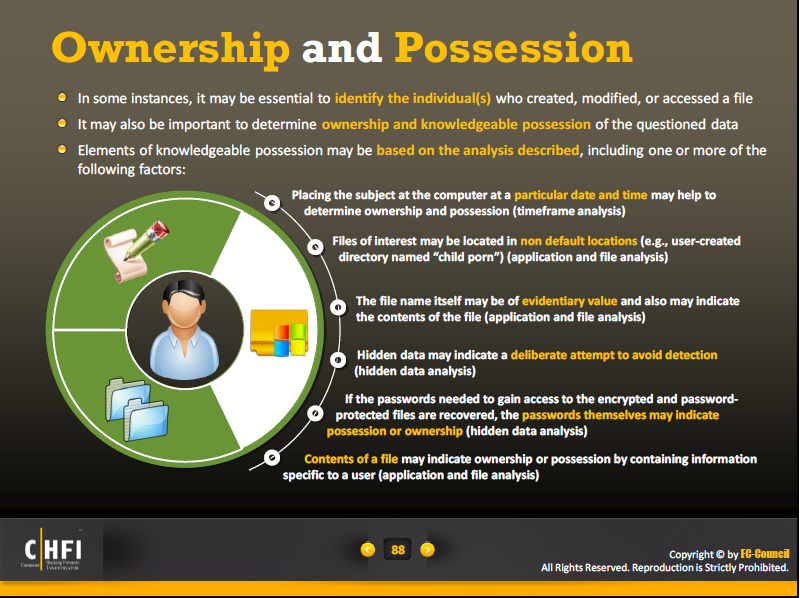 Ownership and Possession
In some instances, it may be essential to identify the individual(s) who created, modified, or accessed a file
It may also be important to determine ownership and knowledgeable possession of the questioned data
Elements of knowledgeable possession may be based on the analysis described, including one or more of the
following factors:
Placing the subject at the computer at a particular date and time may help to
determine ownership and possession (timeframe analysis)
Files of interest may be located in non default locations (e.g., user-created
directory named “child porn”) (application and file analysis)
The file name itself may be of evidentiary value and also may indicate
the contents of the file (application and file analysis)
Hidden data may indicate a deliberate attempt to avoid detection
(hidden data analysis)
If the passwords needed to gain access to the encrypted and password-
protected files are recovered, the passwords themselves may indicate
possession or ownership (hidden data analysis)
Contents of a file may indicate ownership or possession by containing information
specific to a user (application and file analysis)
CHFI
Computer Hacking Forensic
INVESTIGATOR
88
Copyright © by EC-Council
All Rights Reserved. Reproduction is Strictly Prohibited.